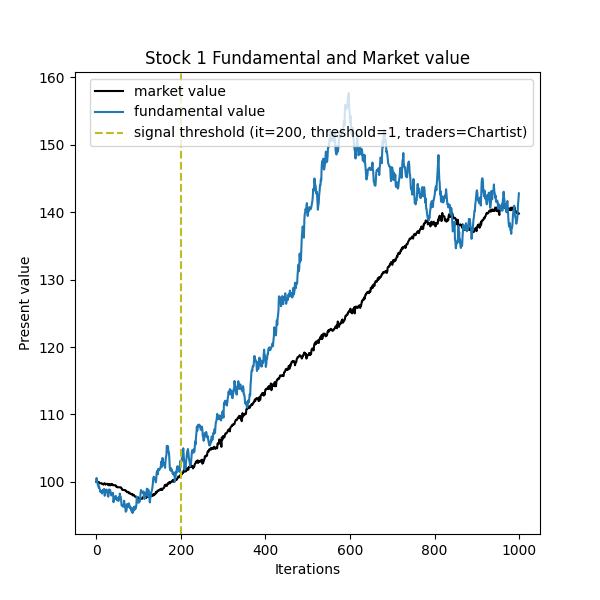 Stock 1 Fundamental and Market value
market value
fundamental value
signal threshold (it=200, threshold=1, traders=Chartist)
160
150
140
130
120
110
100
Present value
0 200 400 600 800 1000
Iterations